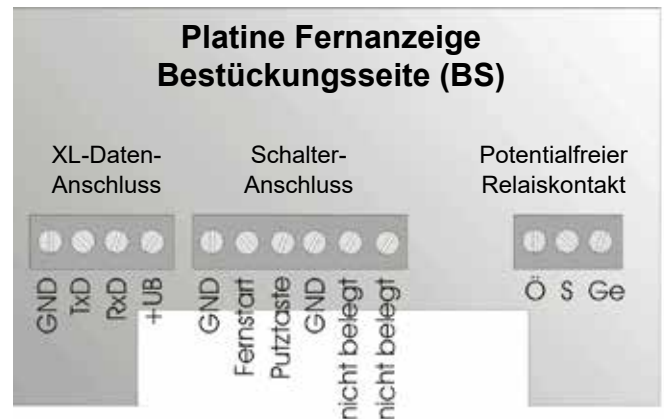 Platine Fernanzeige
Bestückungsseite (BS)
XL-Daten-
Anschluss
Schalter-
Anschluss
Potentialfreier
Relaiskontakt
GND
TxD
RxD
+UB
GND
Fernstart
Putztaste
GND
nicht belegt
nicht belegt
Ö S Ge